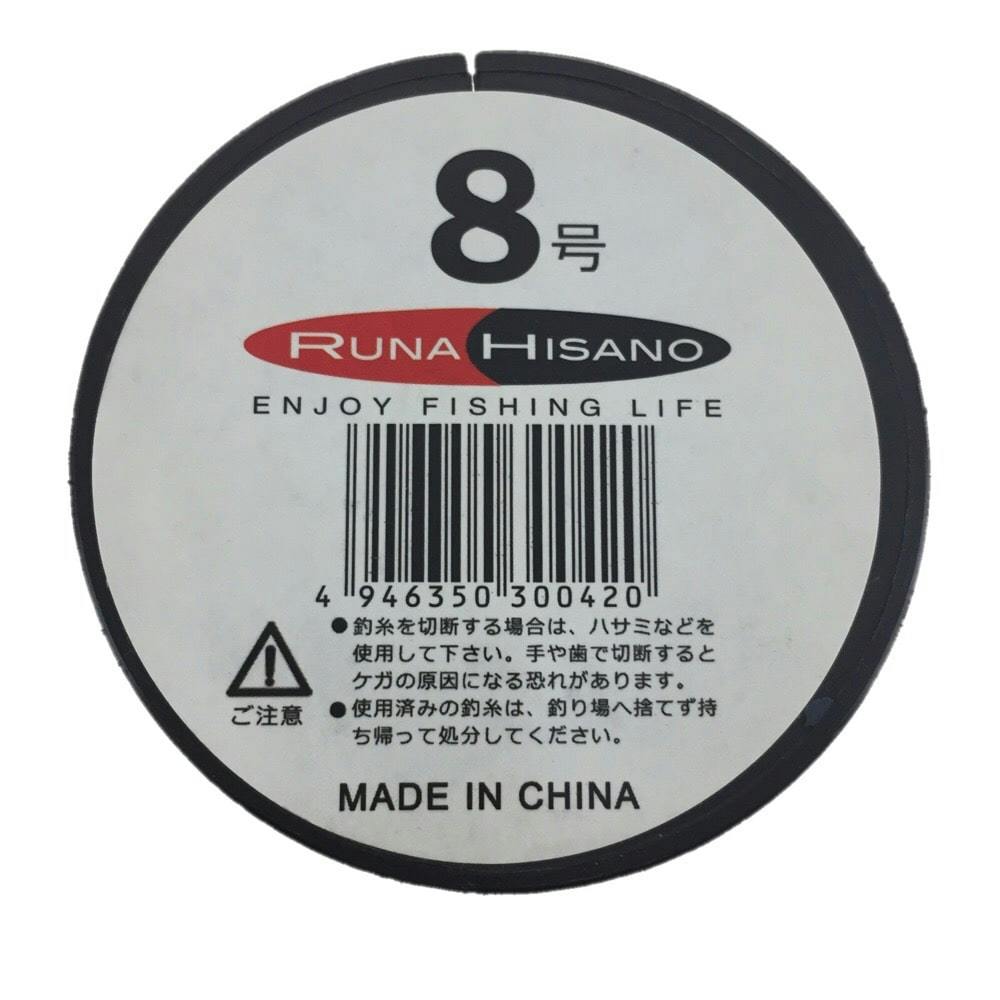 8号
RUNA HISANO
ENJOY FISHING LIFE
4 946350 300420
●釣糸を切断する場合は、ハサミなどを
使用して下さい。手や歯で切断すると
ケガの原因になる恐れがあります。
ご注意
●使用済みの釣糸は、釣り場へ捨てず持
ち帰って処分してください。
MADE IN CHINA